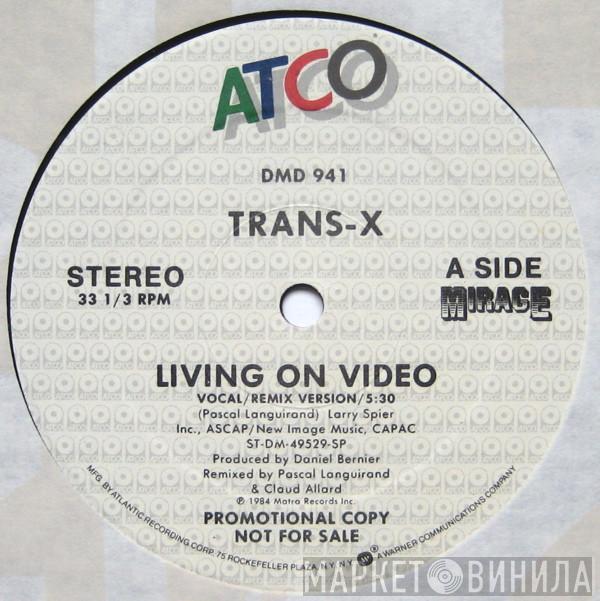 ATCO
DMD 941
TRANS-X
STEREO
33 1/3 RPM
A SIDE
MIRAGE
LIVING ON VIDEO
VOCAL/REMIX VERSION/5:30
(Pascal Languirand) Larry Spier
Inc., ASCAP/New Image Music, CAPAC
ST-DM-49529-SP
Produced by Daniel Bernier
Remixed by Pascal Languirand
& Claud Allard
℗ 1984 Matra Records Inc.
PROMOTIONAL COPY
NOT FOR SALE
MFG. BY ATLANTIC RECORDING CORP. 75 ROCKEFELLER PLAZA, N.Y. N.Y. ® A WARNER COMMUNICATIONS COMPANY
МАРКЕТ ВИНИЛА